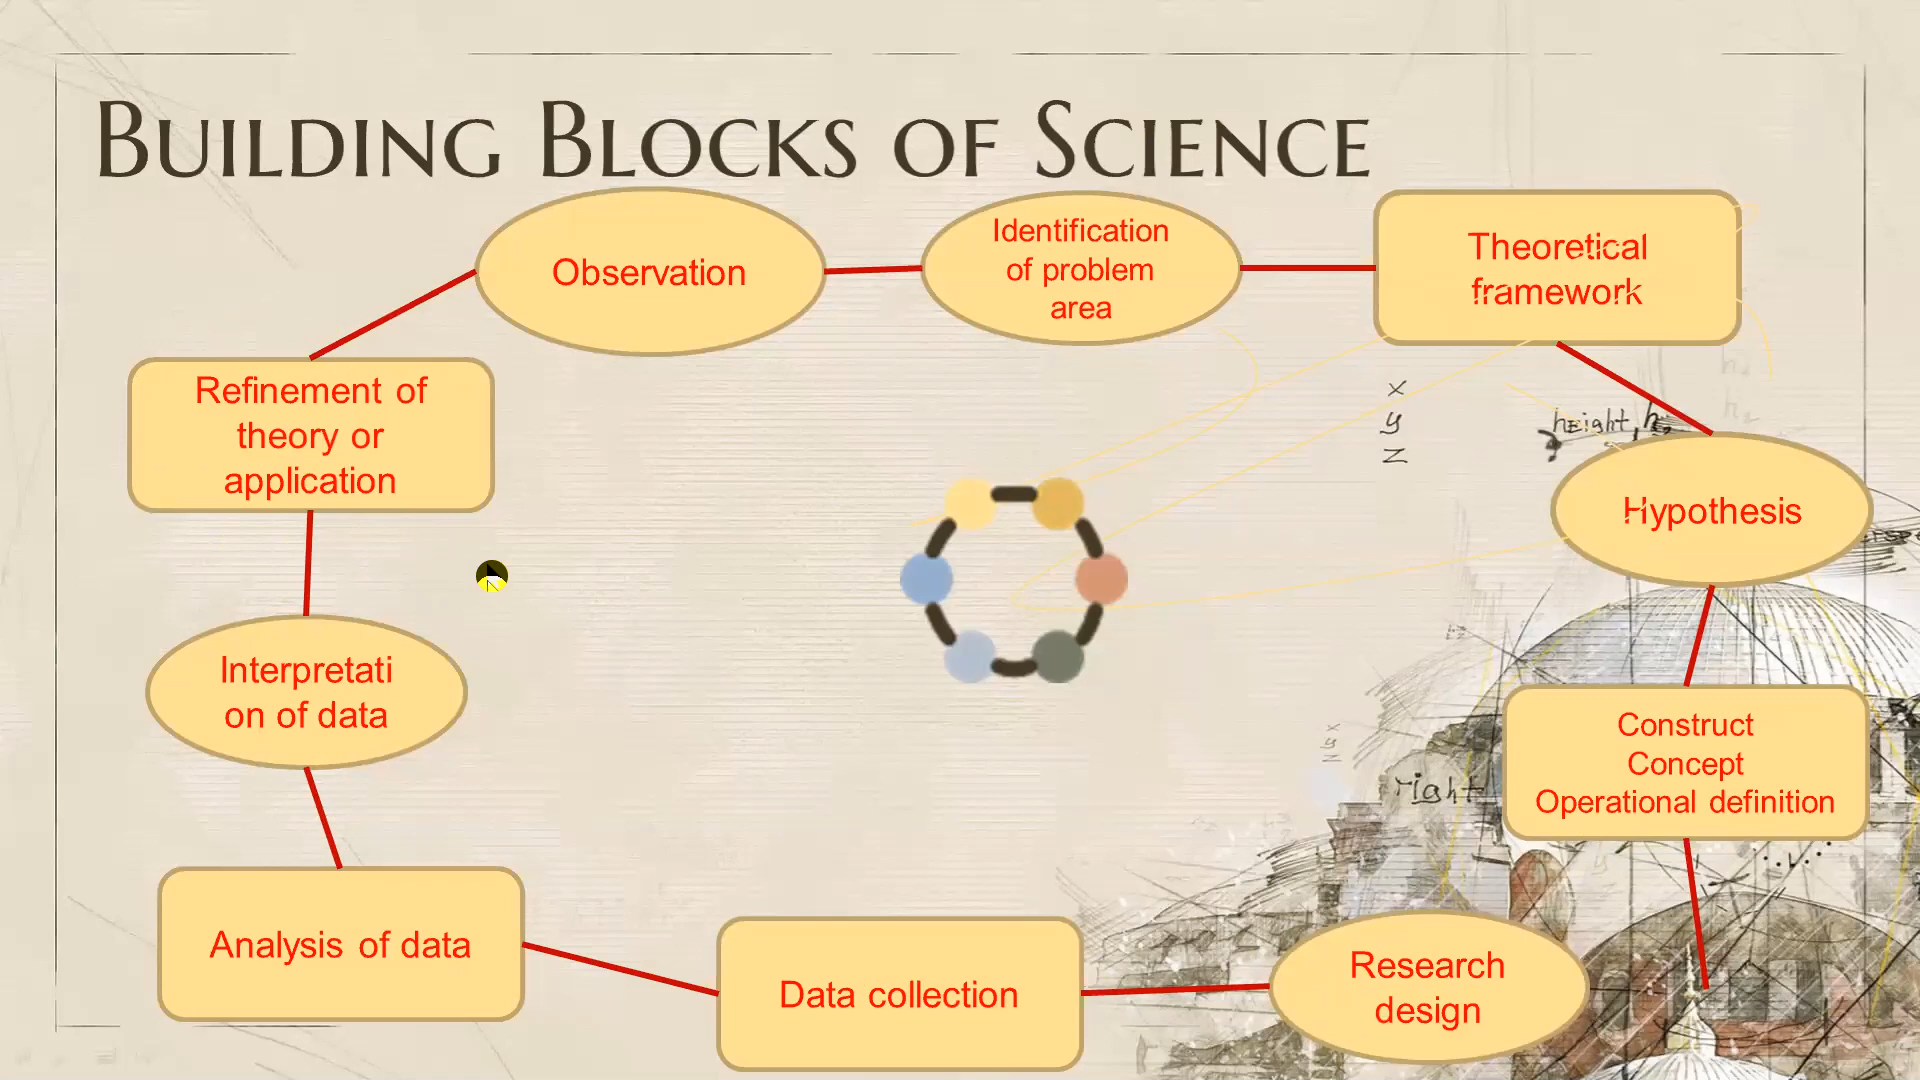 Building Blocks of Science
Observation
Identification
of problem
area
Theoretical
framework
Refinement of
theory or
application
x
y
z
height, h
Hypothesis
Interpretati
on of data
Construct
Concept
Operational definition
x
y
z
right
Analysis of data
Data collection
Research
design